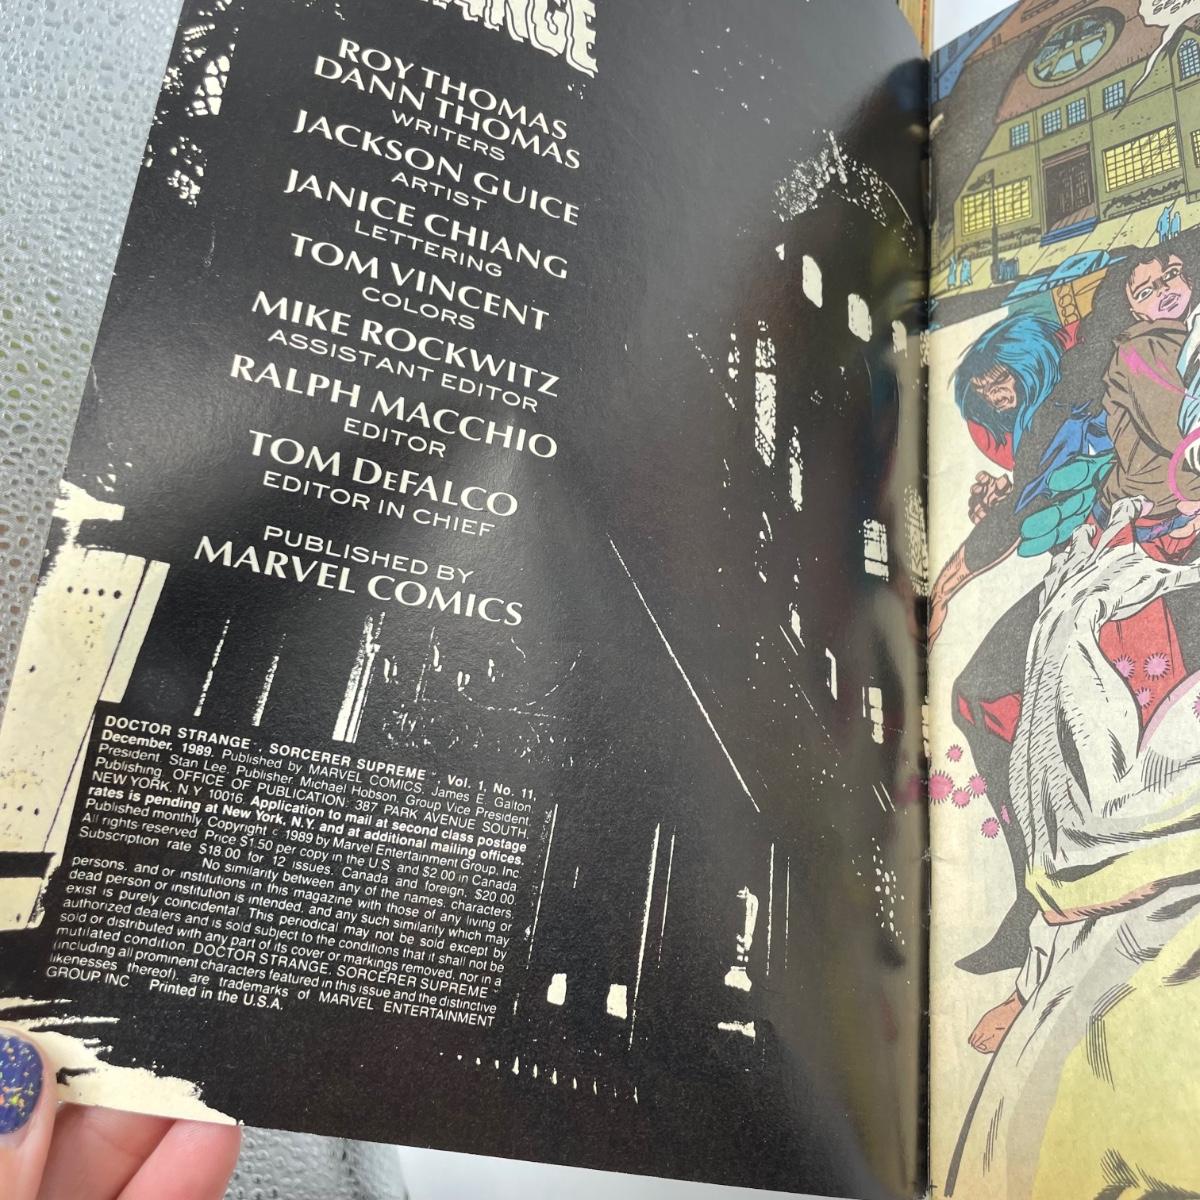 ROY THOMAS
DANN THOMAS
WRITERS
JACKSON GUICE
ARTIST
JANICE CHIANG
LETTERING
TOM VINCENT
COLORS
MIKE ROCKWITZ
ASSISTANT EDITOR
RALPH MACCHIO
EDITOR
TOM DeFALCO
EDITOR IN CHIEF
PUBLISHED BY
MARVEL COMICS
DOCTOR STRANGE™, SORCERER SUPREME™ Vol. 1, No. 11,
December, 1989. Published by MARVEL COMICS, James E. Galton,
President. Stan Lee, Publisher. Michael Hobson, Group Vice President,
Publishing. OFFICE OF PUBLICATION: 387 PARK AVENUE SOUTH,
NEW YORK, N.Y. 10016. Application to mail at second class postage
rates is pending at New York, N.Y. and at additional mailing offices.
Published monthly. Copyright © 1989 by Marvel Entertainment Group, Inc.
All rights reserved. Price $1.50 per copy in the U.S. and $2.00 in Canada.
Subscription rate $18.00 for 12 issues. Canada and foreign, $20.00.
No similarity between any of the names, characters,
persons, and/or institutions in this magazine with those of any living or
dead person or institution is intended, and any such similarity which may
exist is purely coincidental. This periodical may not be sold except by
authorized dealers and is sold subject to the conditions that it shall not be
sold or distributed with any part of its cover or markings removed, nor in a
mutilated condition. DOCTOR STRANGE, SORCERER SUPREME™
(including all prominent characters featured in this issue and the distinctive
likenesses thereof), are trademarks of MARVEL ENTERTAINMENT
GROUP, INC. Printed in the U.S.A.